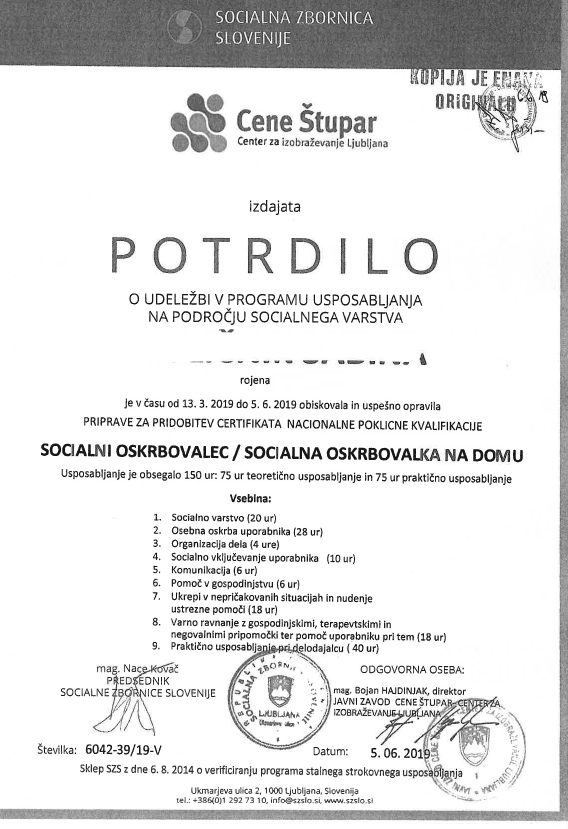 SOCIALNA ZBORNICA
SLOVENIJE
KOPIJA JE ENAKA
ORIGINALU
Cene Štupar
Center za izobraževanje Ljubljana
izdajata
POTRDILO
O UDELEŽBI V PROGRAMU USPOSABLJANJA
NA PODROČJU SOCIALNEGA VARSTVA
rojena
je v času od 13. 3. 2019 do 5. 6. 2019 obiskovala in uspešno opravila
PRIPRAVE ZA PRIDOBITEV CERTIFIKATA NACIONALNE POKLICNE KVALIFIKACIJE
SOCIALNI OSKRBOVALEC / SOCIALNA OSKRBOVALKA NA DOMU
Usposabljanje je obsegalo 150 ur: 75 ur teoretično usposabljanje in 75 ur praktično usposabljanje
Vsebina:
1. Socialno varstvo (20 ur)
2. Osebna oskrba uporabnika (28 ur)
3. Organizacija dela (4 ure)
4. Socialno vključevanje uporabnika (10 ur)
5. Komunikacija (6 ur)
6. Pomoč v gospodinjstvu (6 ur)
7. Ukrepi v nepričakovanih situacijah in nudenje
ustrezne pomoči (18 ur)
8. Varno ravnanje z gospodinjskimi, terapevtskimi in
negovalnimi pripomočki ter pomoč uporabniku pri tem (18 ur)
9. Praktično usposabljanje pri delodajalcu ( 40 ur)
mag. Nace Kovač
PREDSEDNIK
SOCIALNE ZBORNICE SLOVENIJE
SOCIALNA ZBORNICA SLOVENIJE
LJUBLJANA
ODGOVORNA OSEBA:
mag. Bojan HAJDINJAK, direktor
JAVNI ZAVOD CENE ŠTUPAR-CENTER ZA
IZOBRAŽEVANJE LJUBLJANA
Številka: 6042-39/19-V
Datum: 5. 06. 2019
Sklep SZS z dne 6. 8. 2014 o verificiranju programa stalnega strokovnega usposabljanja
Ukmarjeva ulica 2, 1000 Ljubljana, Slovenija
tel.: +386(0)1 292 73 10, info@szslo.si, www.szslo.si